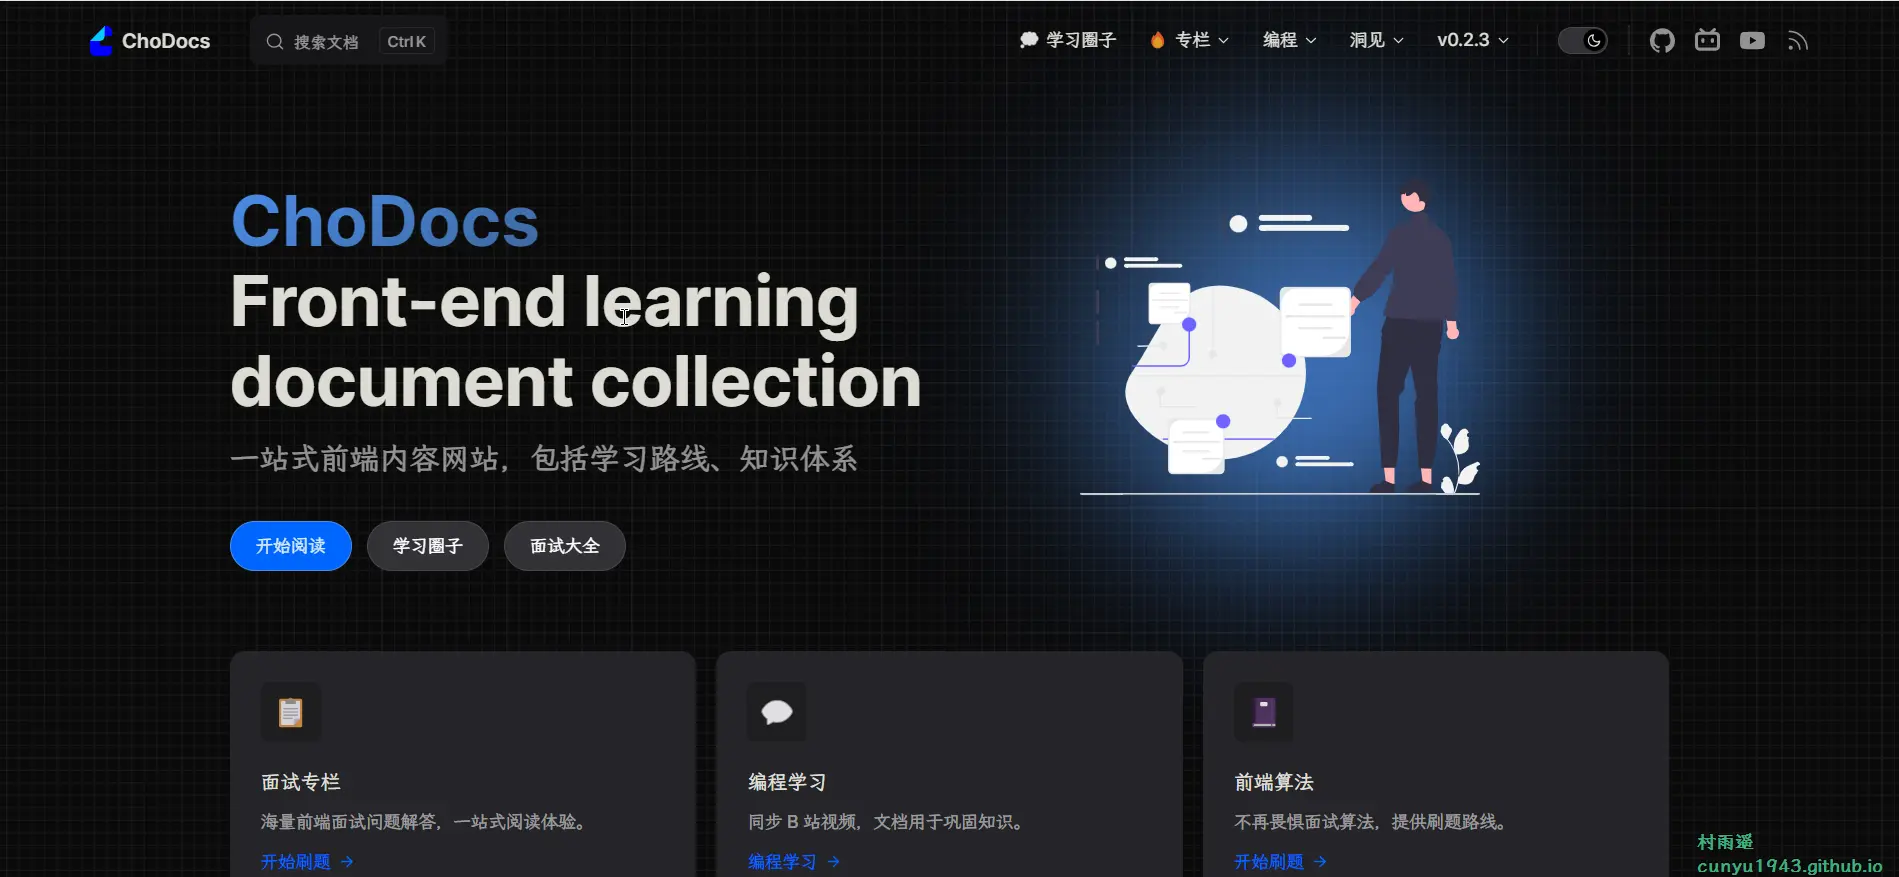 ChoDocs
搜索文档
Ctrl K
学习圈子
专栏
编程
洞见
v0.2.3
ChoDocs
Front-end learning
document collection
一站式前端内容网站，包括学习路线、知识体系
开始阅读
学习圈子
面试大全
面试专栏
海量前端面试问题解答，一站式阅读体验。
开始刷题 →
编程学习
同步 B 站视频，文档用于巩固知识。
编程学习 →
前端算法
不再畏惧面试算法，提供刷题路线。
开始刷题 →
村雨遥
cunyu1943.github.io